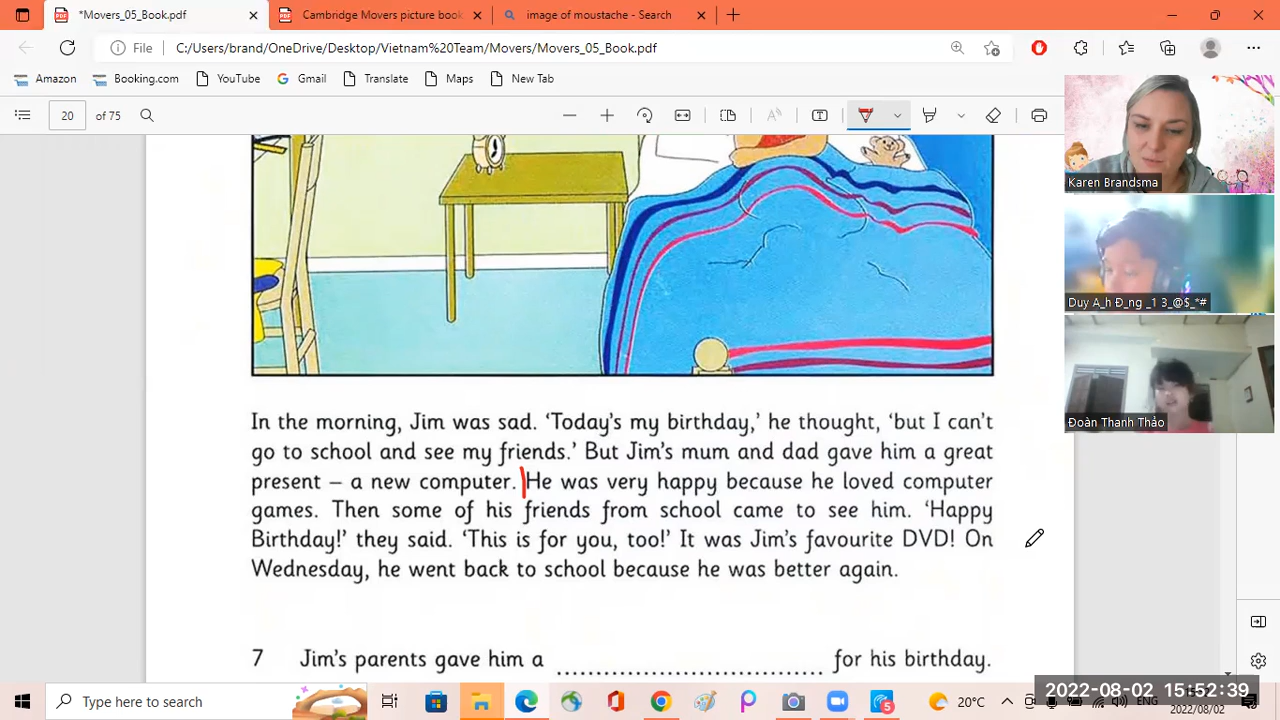 *Movers_05_Book.pdf
Cambridge Movers picture book
image of moustache - Search
File
C:/Users/brand/OneDrive/Desktop/Vietnam%20Team/Movers/Movers_05_Book.pdf
Amazon
Booking.com
YouTube
Gmail
Translate
Maps
New Tab
20 of 75
Karen Brandsma
Duy A_h Đ_ng _1 3_@$_*#
Đoàn Thanh Thảo
In the morning, Jim was sad. ‘Today’s my birthday,’ he thought, ‘but I can’t
go to school and see my friends.’ But Jim’s mum and dad gave him a great
present – a new computer. He was very happy because he loved computer
games. Then some of his friends from school came to see him. ‘Happy
Birthday!’ they said. ‘This is for you, too!’ It was Jim’s favourite DVD! On
Wednesday, he went back to school because he was better again.
7 Jim’s parents gave him a ........................................ for his birthday.
Type here to search
5
20°C
ENG
2022-08-02 15:52:39
2022/08/02